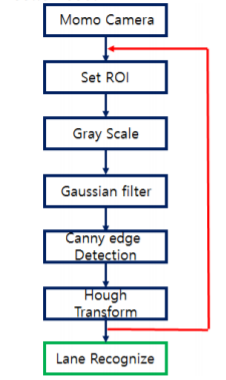 Momo Camera
Set ROI
Gray Scale
Gaussian filter
Canny edge
Detection
Hough
Transform
Lane Recognize